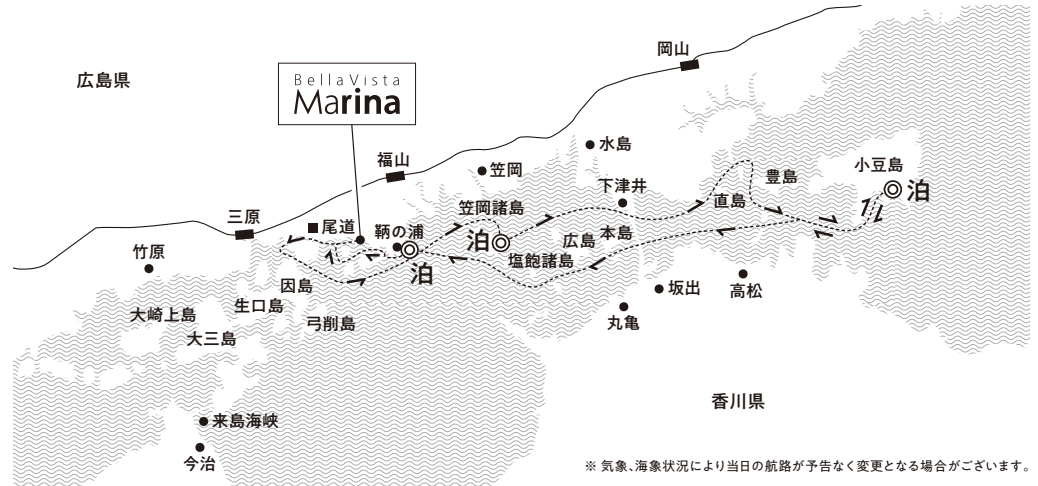 岡山
広島県
BellaVista
Marina
水島
福山
笠岡
小豆島
豊島
泊
下津井
直島
笠岡諸島
三原
尾道
鞆の浦
泊
広島
本島
塩飽諸島
竹原
泊
因島
坂出
高松
生口島
大崎上島
弓削島
丸亀
大三島
香川県
来島海峡
今治
※ 気象、海象状況により当日の航路が予告なく変更となる場合がございます。